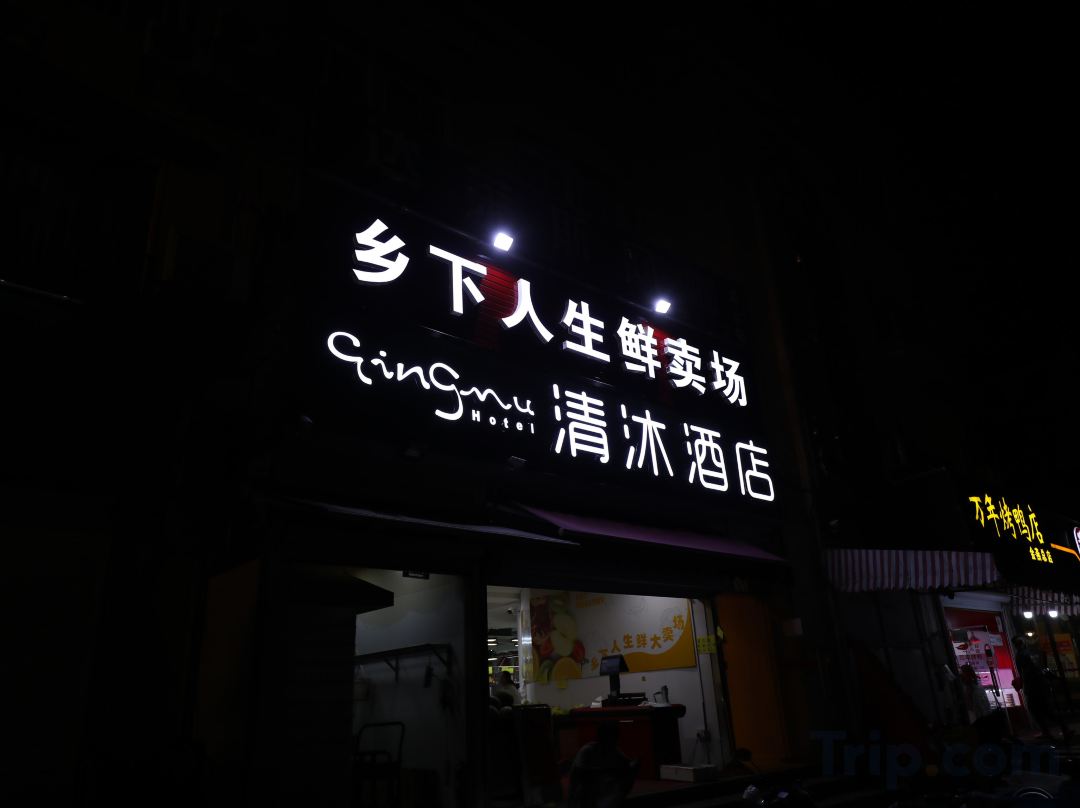 乡下人生鲜卖场
Qingmu
Hotel
清沐酒店
万年烤鸭店
乡下人生鲜大卖场
Trip.com